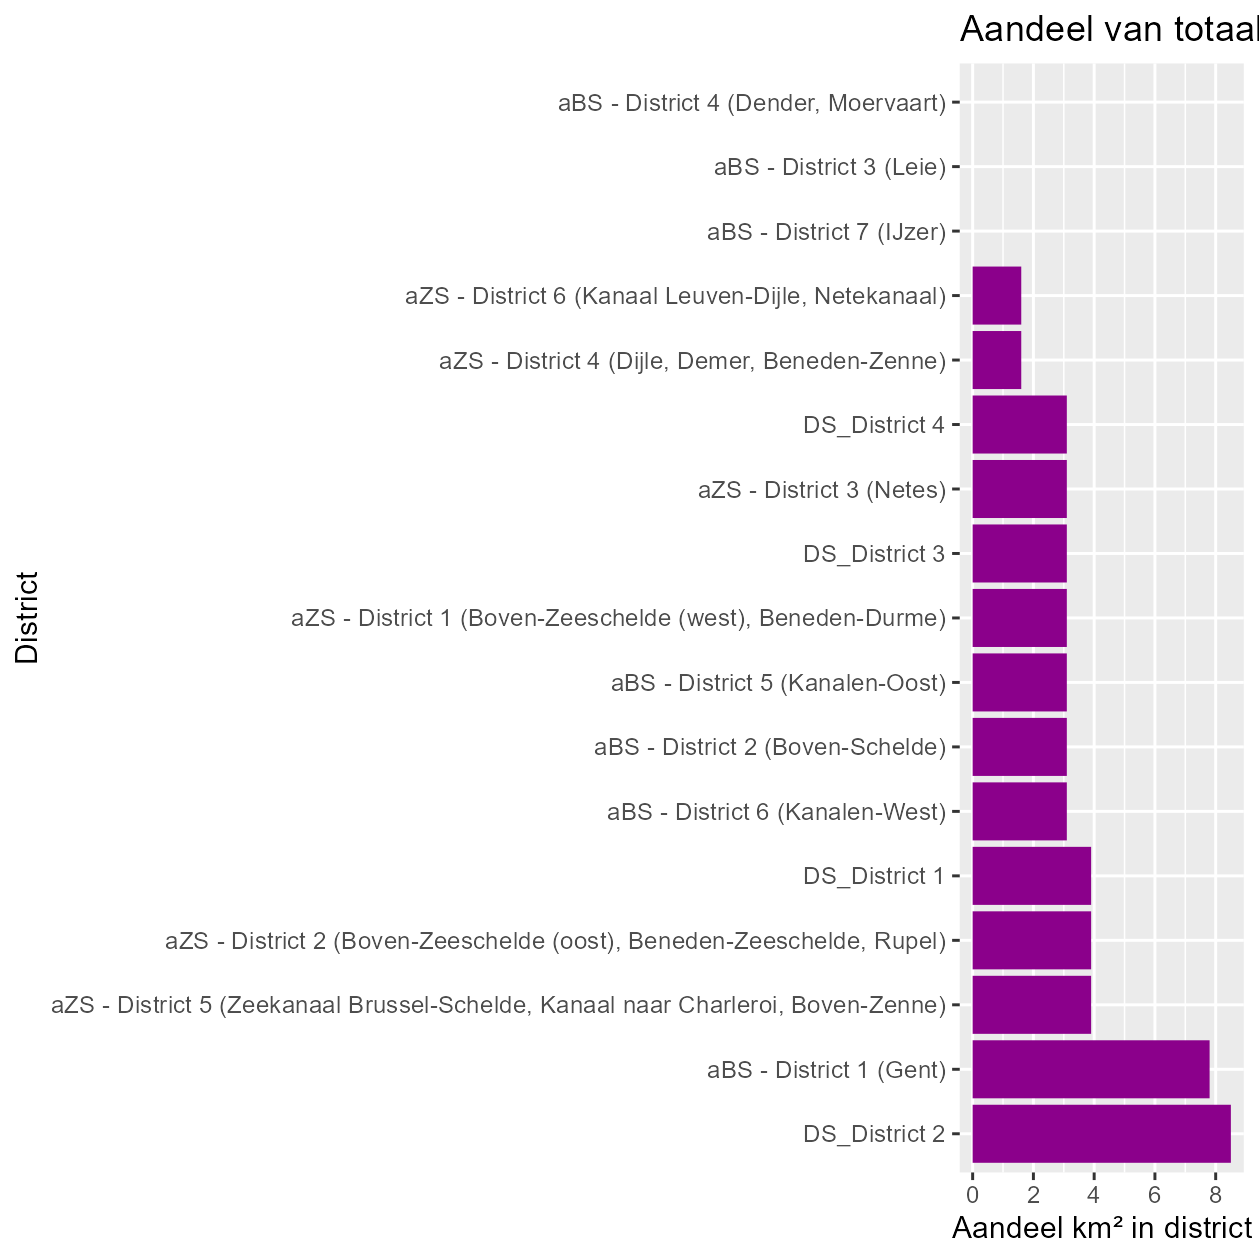 Aandeel van totaal
aBS - District 4 (Dender, Moervaart)
aBS - District 3 (Leie)
aBS - District 7 (IJzer)
aZS - District 6 (Kanaal Leuven-Dijle, Netekanaal)
aZS - District 4 (Dijle, Demer, Beneden-Zenne)
DS_District 4
aZS - District 3 (Netes)
DS_District 3
aZS - District 1 (Boven-Zeeschelde (west), Beneden-Durme)
aBS - District 5 (Kanalen-Oost)
aBS - District 2 (Boven-Schelde)
aBS - District 6 (Kanalen-West)
DS_District 1
aZS - District 2 (Boven-Zeeschelde (oost), Beneden-Zeeschelde, Rupel)
aZS - District 5 (Zeekanaal Brussel-Schelde, Kanaal naar Charleroi, Boven-Zenne)
aBS - District 1 (Gent)
DS_District 2
District
0 2 4 6 8
Aandeel km² in district